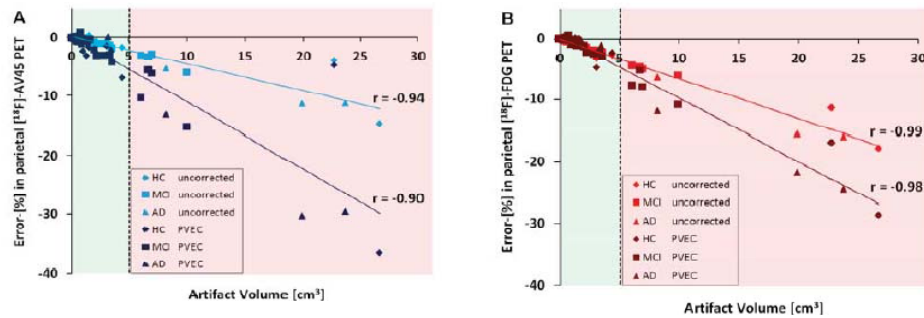 A
Error-[%] in parietal [¹⁸F]-AV45 PET
0 5 10 15 20 25 30
0
-10
-20
-30
-40
r = -0.94
r = -0.90
HC uncorrected
MCI uncorrected
AD uncorrected
HC PVEC
MCI PVEC
AD PVEC
Artifact Volume [cm³]
B
Error-[%] in parietal [¹⁸F]-FDG PET
0 5 10 15 20 25 30
0
-10
-20
-30
-40
r = -0.99
r = -0.98
HC uncorrected
MCI uncorrected
AD uncorrected
HC PVEC
MCI PVEC
AD PVEC
Artifact Volume [cm³]